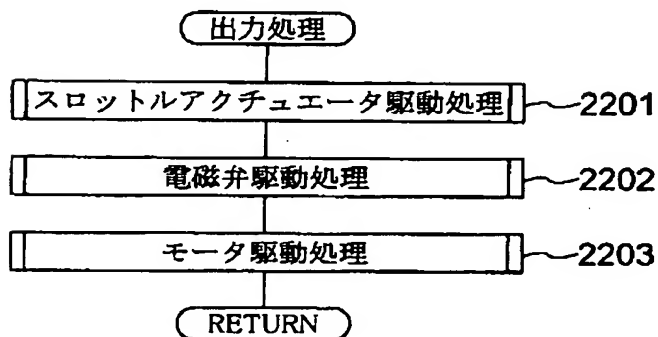 出力処理
スロットルアクチュエータ駆動処理 2201
電磁弁駆動処理 2202
モータ駆動処理 2203
RETURN